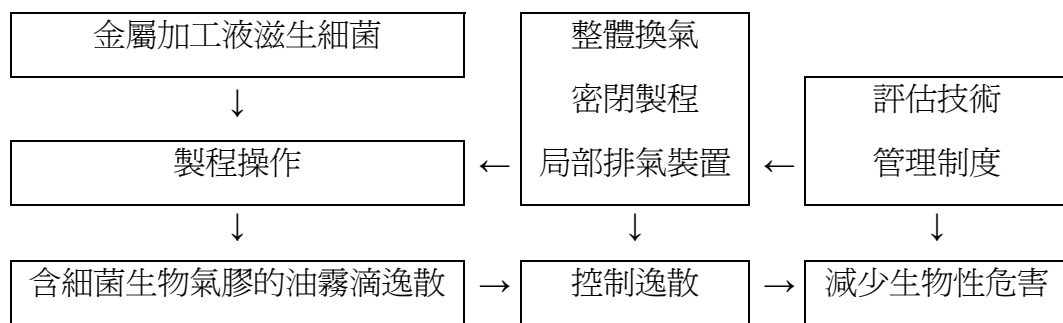 金屬加工液滋生細菌
整體換氣
密閉製程
評估技術
↓
製程操作
←
局部排氣裝置
←
管理制度
↓
↓
↓
含細菌生物氣膠的油霧滴逸散
→
控制逸散
→
減少生物性危害